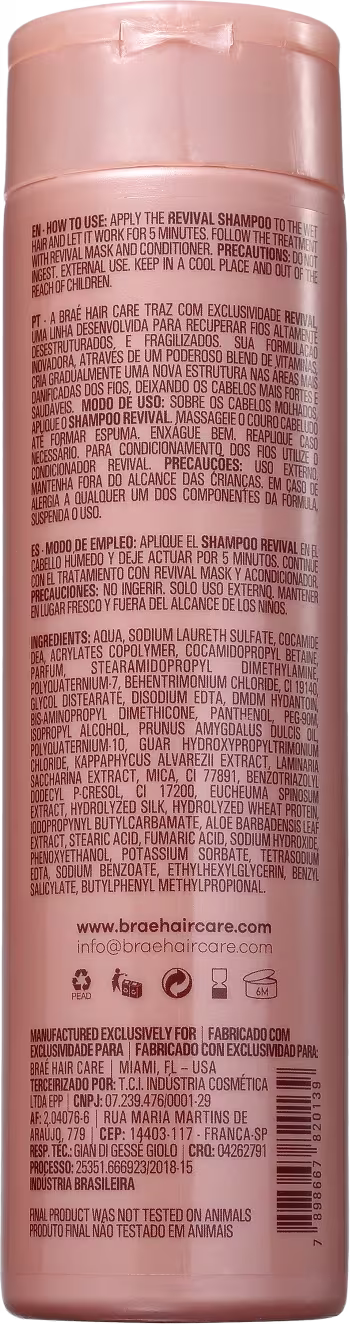 EN - HOW TO USE: APPLY THE REVIVAL SHAMPOO TO THE WET
HAIR AND LET IT WORK FOR 5 MINUTES. FOLLOW THE TREATMENT
WITH REVIVAL MASK AND CONDITIONER. PRECAUTIONS: DO NOT
INGEST. EXTERNAL USE. KEEP IN A COOL PLACE AND OUT OF THE
REACH OF CHILDREN.
PT - A BRAÉ HAIR CARE TRAZ COM EXCLUSIVIDADE REVIVAL,
UMA LINHA DESENVOLVIDA PARA RECUPERAR FIOS ALTAMENTE
DESESTRUTURADOS, E FRAGILIZADOS. SUA FORMULAÇÃO
INOVADORA, ATRAVÉS DE UM PODEROSO BLEND DE VITAMINAS,
CRIA GRADUALMENTE UMA NOVA ESTRUTURA NAS ÁREAS MAIS
DANIFICADAS DOS FIOS, DEIXANDO OS CABELOS MAIS FORTES E
SAUDÁVEIS. MODO DE USO: SOBRE OS CABELOS MOLHADOS,
APLIQUE O SHAMPOO REVIVAL. MASSAGEIE O COURO CABELUDO
ATÉ FORMAR ESPUMA. ENXÁGUE BEM. REAPLIQUE CASO
NECESSÁRIO. PARA CONDICIONAMENTO DOS FIOS UTILIZE O
CONDICIONADOR REVIVAL. PRECAUÇÕES: USO EXTERNO.
MANTENHA FORA DO ALCANCE DAS CRIANÇAS. EM CASO DE
ALERGIA A QUALQUER UM DOS COMPONENTES DA FÓRMULA,
SUSPENDA O USO.
ES - MODO DE EMPLEO: APLIQUE EL SHAMPOO REVIVAL EN EL
CABELLO HUMEDO Y DEJE ACTUAR POR 5 MINUTOS. CONTINUE
CON EL TRATAMIENTO CON REVIVAL MASK Y ACONDICIONADOR.
PRECAUCIONES: NO INGERIR. SOLO USO EXTERNO. MANTENER
EN LUGAR FRESCO Y FUERA DEL ALCANCE DE LOS NIÑOS.
INGREDIENTS: AQUA, SODIUM LAURETH SULFATE, COCAMIDE
DEA, ACRYLATES COPOLYMER, COCAMIDOPROPYL BETAINE,
PARFUM, STEARAMIDOPROPYL DIMETHYLAMINE,
POLYQUATERNIUM-7, BEHENTRIMONIUM CHLORIDE, CI 19140,
GLYCOL DISTEARATE, DISODIUM EDTA, DMDM HYDANTOIN,
BIS-AMINOPROPYL DIMETHICONE, PANTHENOL, PEG-90M,
ISOPROPYL ALCOHOL, PRUNUS AMYGDALUS DULCIS OIL,
POLYQUATERNIUM-10, GUAR HYDROXYPROPYLTRIMONIUM
CHLORIDE, KAPPAPHYCUS ALVAREZII EXTRACT, LAMINARIA
SACCHARINA EXTRACT, MICA, CI 77891, BENZOTRIAZOLYL
DODECYL P-CRESOL, CI 17200, EUCHEUMA SPINOSUM
EXTRACT, HYDROLYZED SILK, HYDROLYZED WHEAT PROTEIN,
IODOPROPYNYL BUTYLCARBAMATE, ALOE BARBADENSIS LEAF
EXTRACT, STEARIC ACID, FUMARIC ACID, SODIUM HYDROXIDE,
PHENOXYETHANOL, POTASSIUM SORBATE, TETRASODIUM
EDTA, SODIUM BENZOATE, ETHYLHEXYLGLYCERIN, BENZYL
SALICYLATE, BUTYLPHENYL METHYLPROPIONAL.
www.braehaircare.com
info@braehaircare.com
PEAD
6M
MANUFACTURED EXCLUSIVELY FOR | FABRICADO COM
EXCLUSIVIDADE PARA | FABRICADO CON EXCLUSIVIDAD PARA:
BRAÉ HAIR CARE | MIAMI, FL – USA
TERCEIRIZADO POR: T.C.I. INDÚSTRIA COSMÉTICA
LTDA EPP | CNPJ: 07.239.476/0001-29
AF: 2.04076-6 | RUA MARIA MARTINS DE
ARAÚJO, 779 | CEP: 14403-117 - FRANCA-SP
RESP. TÉC.: GIAN DI GESSÉ GIOLO | CRQ: 04262791
PROCESSO: 25351.666923/2018-15
INDÚSTRIA BRASILEIRA
FINAL PRODUCT WAS NOT TESTED ON ANIMALS
PRODUTO FINAL NÃO TESTADO EM ANIMAIS
7 898667 820139